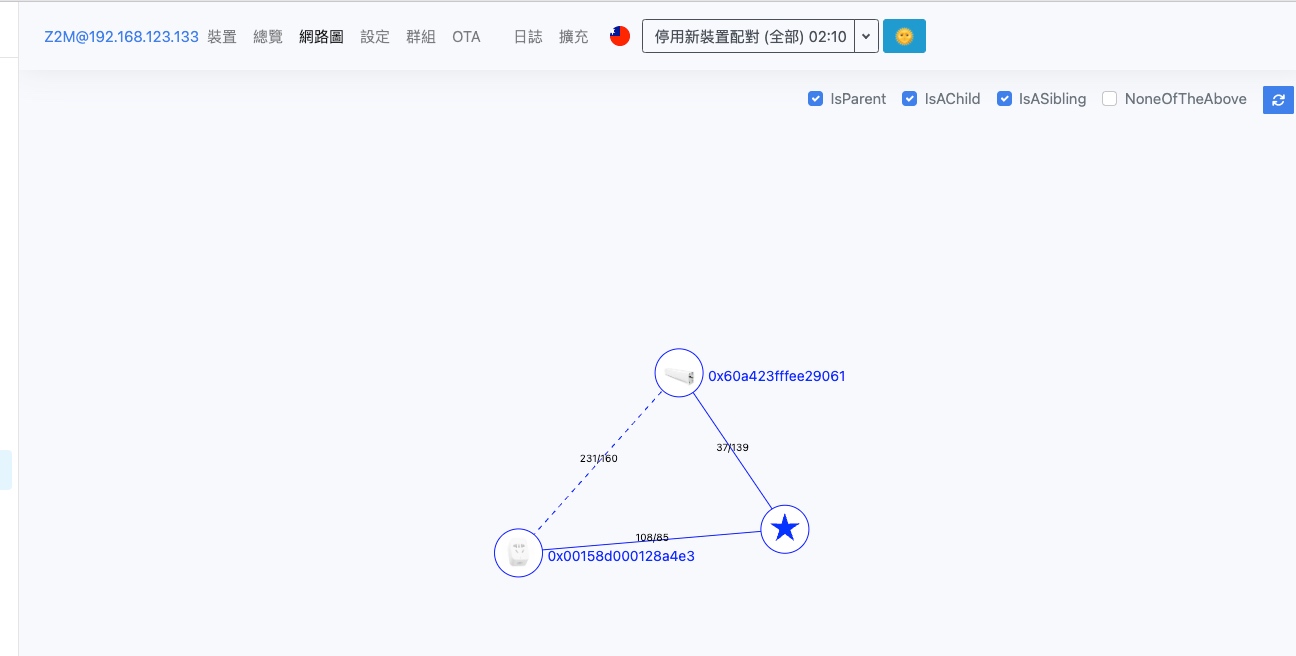 Z2M@192.168.123.133 裝置 總覽 網路圖 設定 群組 OTA 日誌 擴充 停用新裝置配對 (全部) 02:10
IsParent IsAChild IsASibling NoneOfTheAbove
0x60a423fffee29061
37/139
231/160
108/85
0x00158d000128a4e3